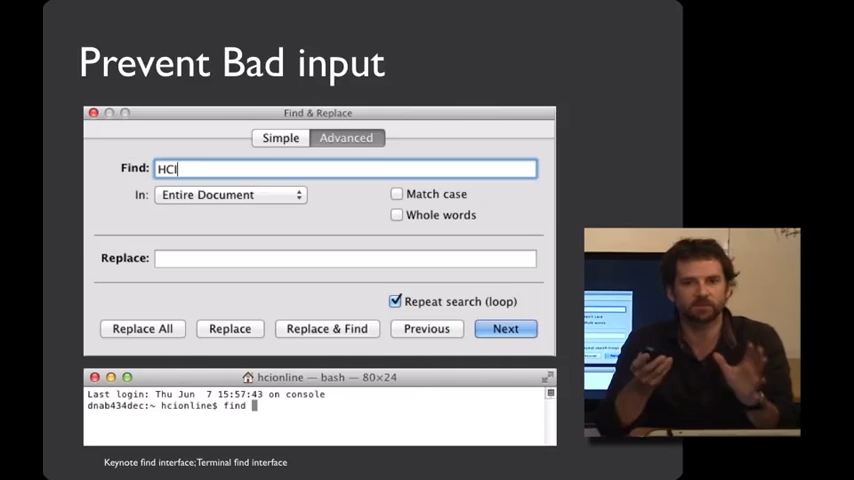 Prevent Bad input
Find & Replace
Simple Advanced
Find: HCI
In: Entire Document Match case
Whole words
Replace:
Repeat search (loop)
Replace All Replace Replace & Find Previous Next
hcionline — bash — 80×24
Last login: Thu Jun  7 15:57:43 on console
dnab434dec:~ hcionline$ find
Keynote find interface; Terminal find interface